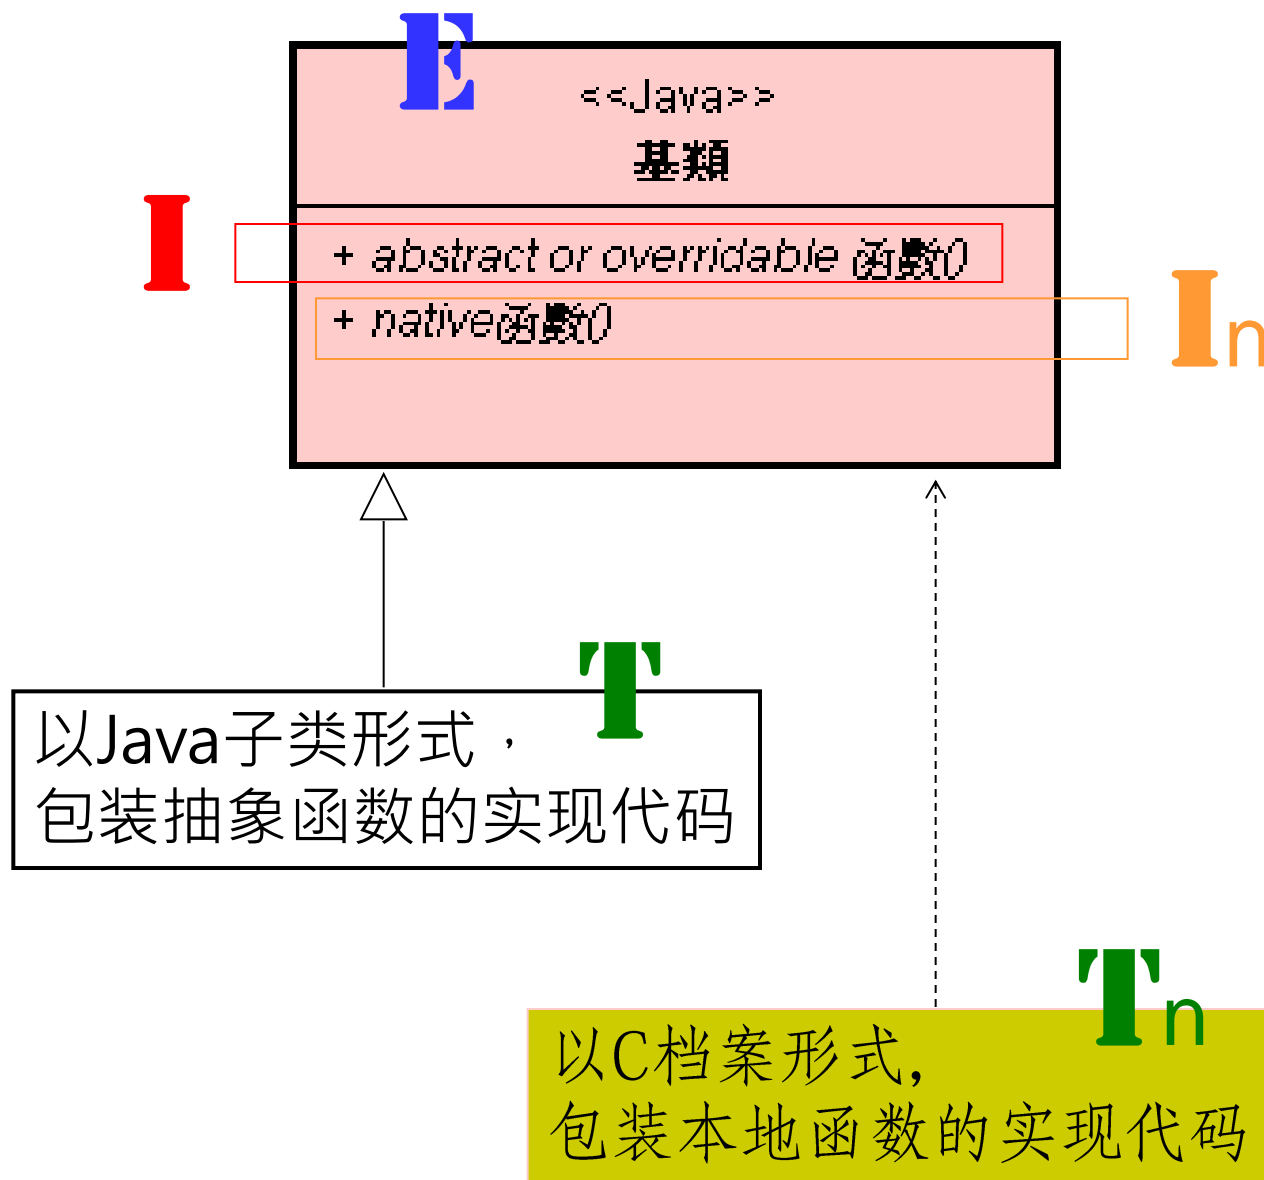 E
<<Java>>
基類
I
+ abstract or overridable 函數()
+ native函數()
In
T
以Java子类形式，
包装抽象函数的实现代码
Tn
以C档案形式,
包装本地函数的实现代码